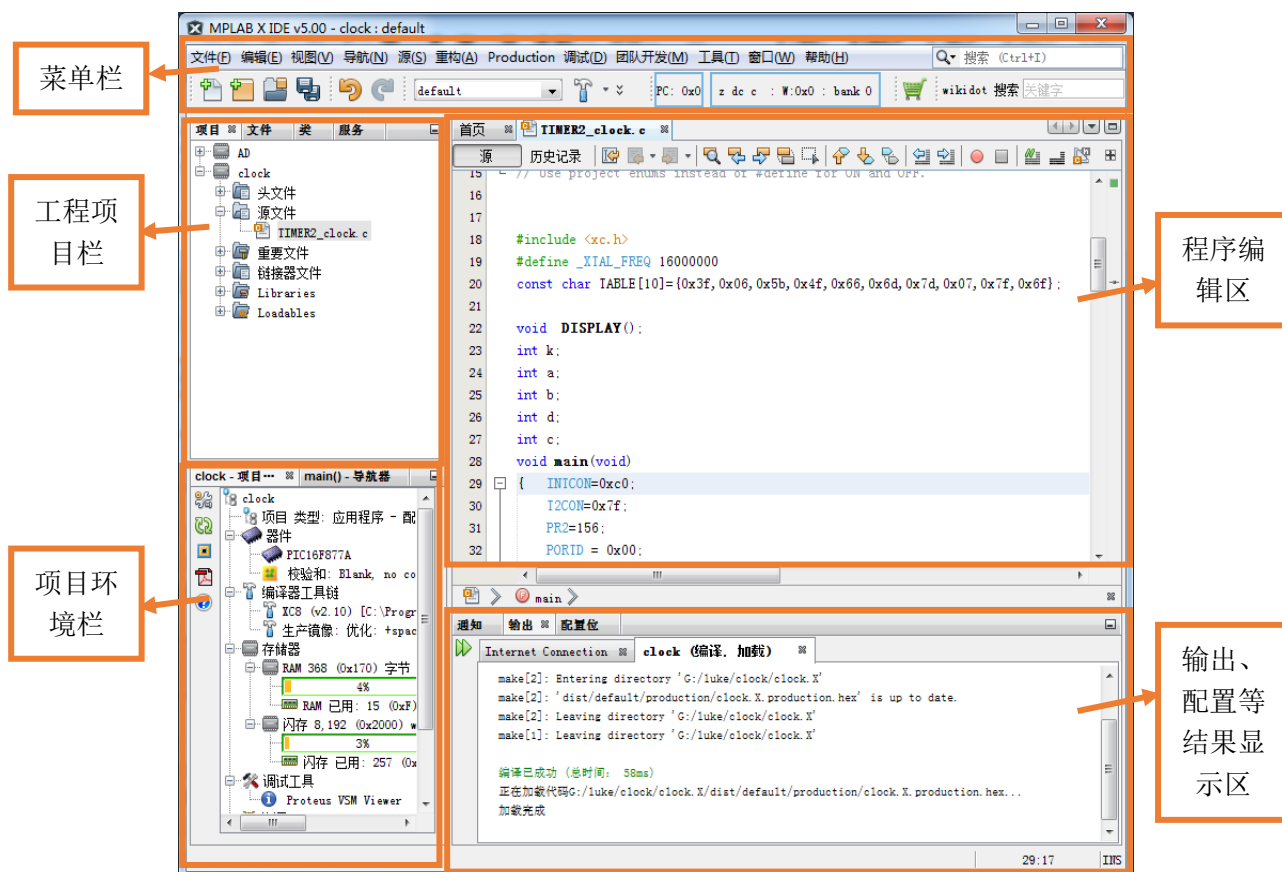 MPLAB X IDE v5.00 - clock : default
文件(F) 编辑(E) 视图(V) 导航(N) 源(S) 重构(A) Production 调试(D) 团队开发(M) 工具(T) 窗口(W) 帮助(H)
搜索 (Ctrl+I)
default
PC: 0x0
z dc c : W:0x0 : bank 0
wikidot 搜索
关键字
菜单栏
项目 文件 类 服务
AD
clock
头文件
源文件
TIMER2_clock.c
重要文件
链接器文件
Libraries
Loadables
工程项
目栏
首页 TIMER2_clock.c
源 历史记录
15 // Use project enums instead of #define for ON and OFF.
16
17
18 #include <xc.h>
19 #define _XTAL_FREQ 16000000
20 const char TABLE[10]={0x3f,0x06,0x5b,0x4f,0x66,0x6d,0x7d,0x07,0x7f,0x6f};
21
22 void DISPLAY();
23 int k;
24 int a;
25 int b;
26 int d;
27 int c;
28 void main(void)
29 { INTCON=0xc0;
30 T2CON=0x7f;
31 PR2=156;
32 PORTD = 0x00;
main
程序编
辑区
clock - 项目… main() - 导航器
clock
项目 类型: 应用程序 - 配
器件
PIC16F877A
校验和: Blank, no co
编译器工具链
XC8 (v2.10) [C:\Progr
生产镜像: 优化: +spac
存储器
RAM 368 (0x170) 字节
4%
RAM 已用: 15 (0xF)
闪存 8,192 (0x2000) w
3%
闪存 已用: 257 (0x
调试工具
Proteus VSM Viewer
项目环
境栏
通知 输出 配置位
Internet Connection clock (编译, 加载)
make[2]: Entering directory 'G:/luke/clock/clock.X'
make[2]: 'dist/default/production/clock.X.production.hex' is up to date.
make[2]: Leaving directory 'G:/luke/clock/clock.X'
make[1]: Leaving directory 'G:/luke/clock/clock.X'
编译已成功 (总时间: 58ms)
正在加载代码G:/luke/clock/clock.X/dist/default/production/clock.X.production.hex...
加载完成
输出、
配置等
结果显
示区
29:17 INS